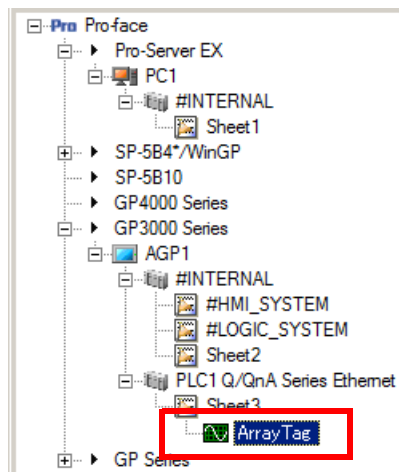 Pro Pro-face
Pro-Server EX
PC1
#INTERNAL
Sheet1
SP-5B4*/WinGP
SP-5B10
GP4000 Series
GP3000 Series
AGP1
#INTERNAL
#HMI_SYSTEM
#LOGIC_SYSTEM
Sheet2
PLC1 Q/QnA Series Ethernet
Sheet3
ArrayTag
GP Series